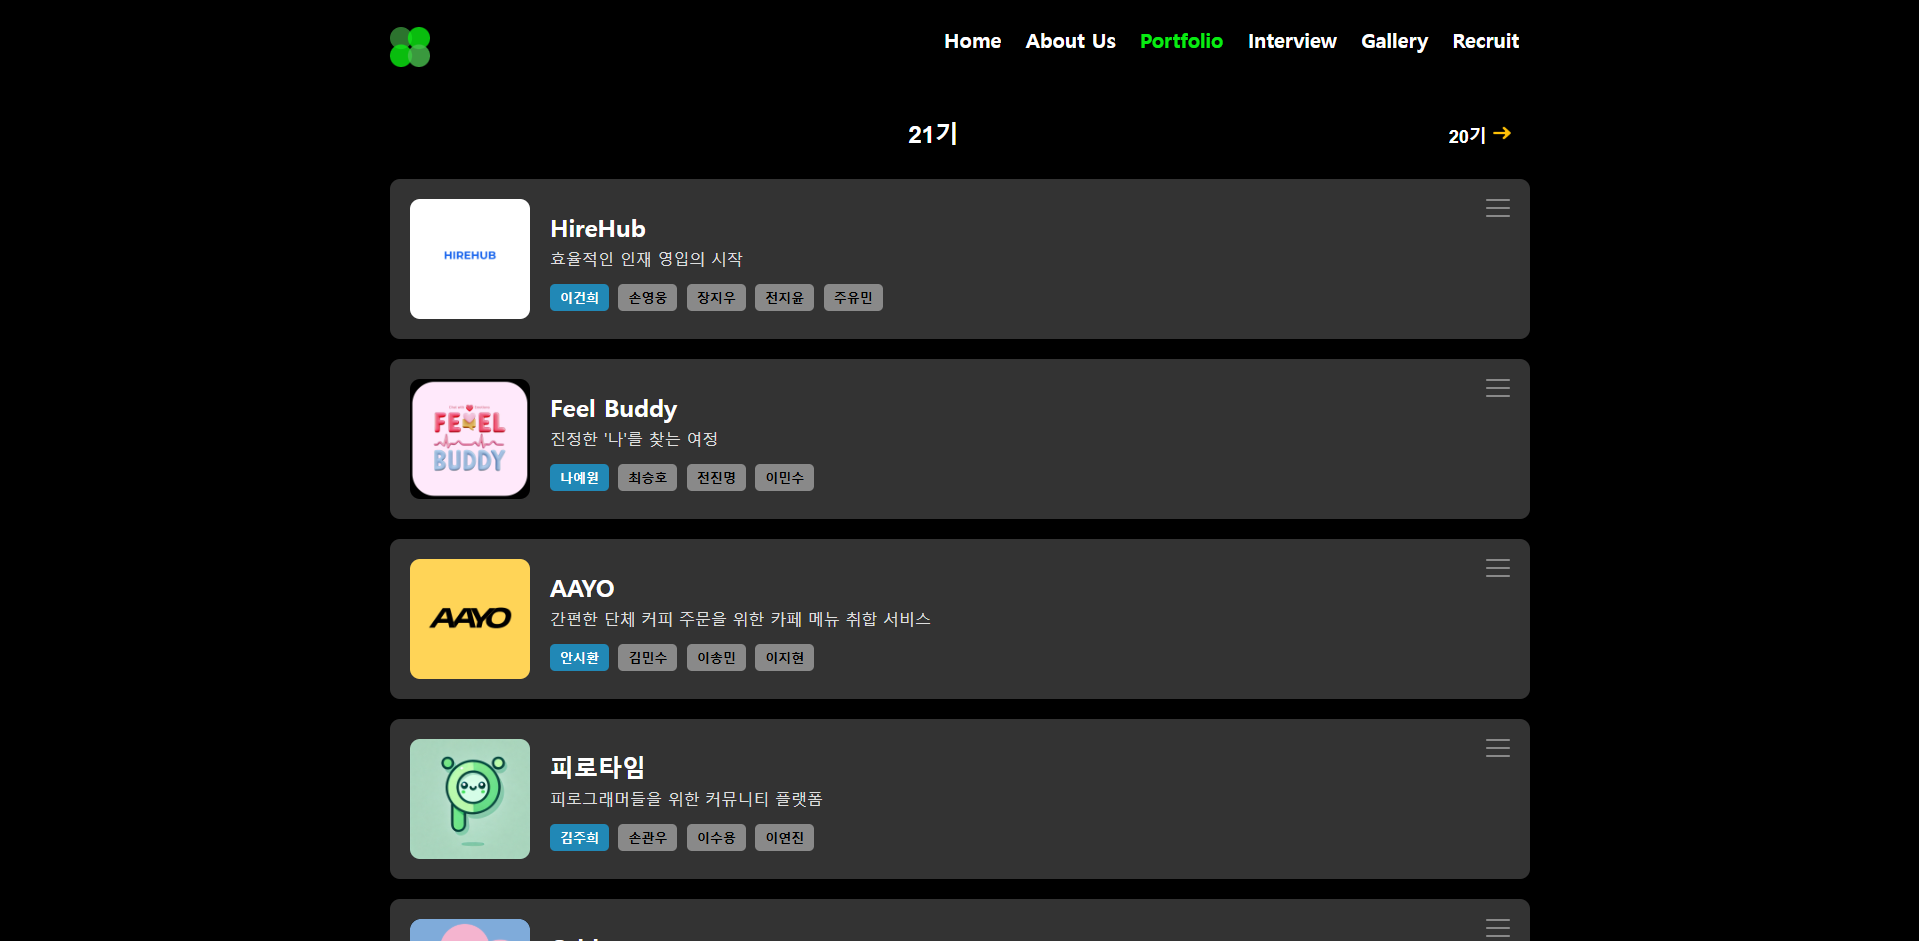 Home About Us Portfolio Interview Gallery Recruit
21기
20기 →
HIREHUB
HireHub
효율적인 인재 영입의 시작
이건희 손영웅 장지우 전지윤 주유민
FEEL
BUDDY
Feel Buddy
진정한 '나'를 찾는 여정
나예원 최승호 전진명 이민수
AAYO
AAYO
간편한 단체 커피 주문을 위한 카페 메뉴 취합 서비스
안시환 김민수 이송민 이지현
피로타임
피로그래머들을 위한 커뮤니티 플랫폼
김주희 손관우 이수용 이연진